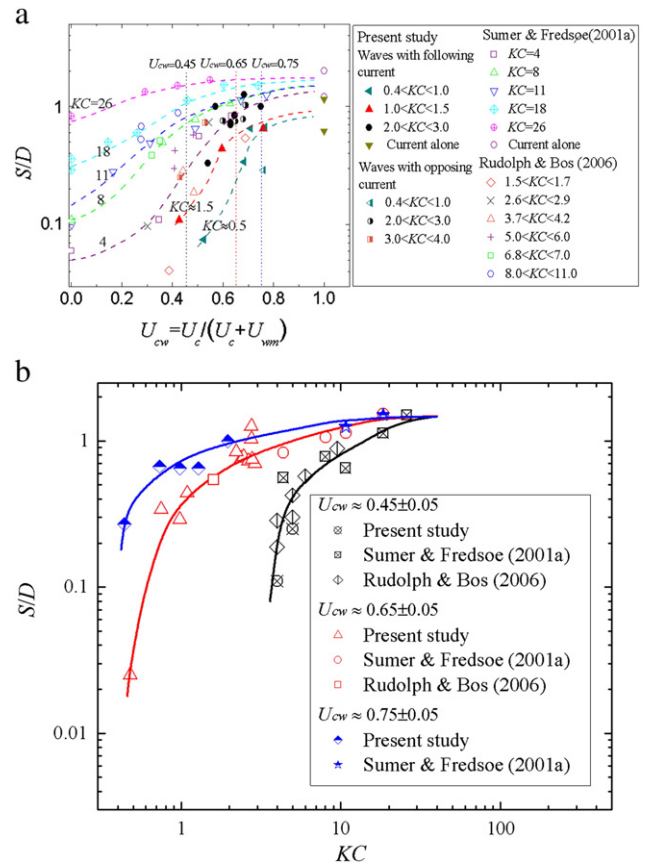 a
S/D
1
0.1
0.0 0.2 0.4 0.6 0.8 1.0
U_cw=U_c/(U_c+U_wm)
U_cw=0.45 U_cw=0.65 U_cw=0.75
KC=26
18
11
8
4
KC≈1.5
KC≈0.5
Present study
Waves with following
current
0.4<KC<1.0
1.0<KC<1.5
2.0<KC<3.0
Current alone
Waves with opposing
current
0.4<KC<1.0
2.0<KC<3.0
3.0<KC<4.0
Sumer & Fredsøe(2001a)
KC=4
KC=8
KC=11
KC=18
KC=26
Current alone
Rudolph & Bos (2006)
1.5<KC<1.7
2.6<KC<2.9
3.7<KC<4.2
5.0<KC<6.0
6.8<KC<7.0
8.0<KC<11.0
b
S/D
1
0.1
0.01
1 10 100
KC
U_cw ≈ 0.45±0.05
Present study
Sumer & Fredsoe (2001a)
Rudolph & Bos (2006)
U_cw ≈ 0.65±0.05
Present study
Sumer & Fredsoe (2001a)
Rudolph & Bos (2006)
U_cw ≈ 0.75±0.05
Present study
Sumer & Fredsoe (2001a)